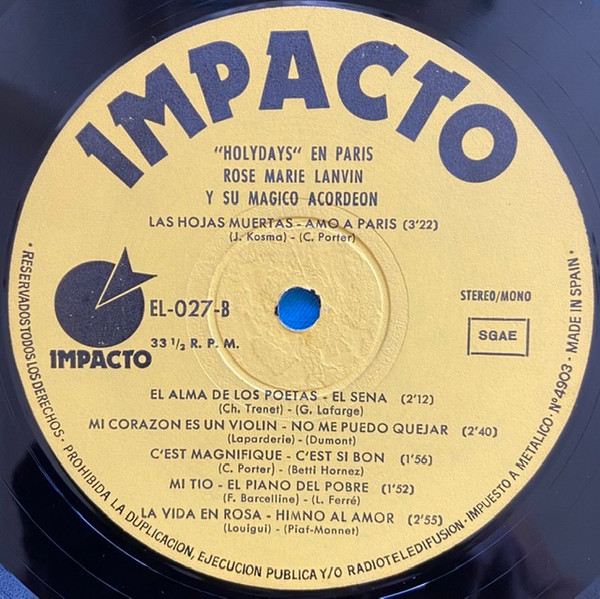 IMPACTO
"HOLYDAYS" EN PARIS
ROSE MARIE LANVIN
Y SU MAGICO ACORDEON
LAS HOJAS MUERTAS - AMO A PARIS (3'22)
(J. Kosma) - (C. Porter)
IMPACTO
EL-027-B
33 1/2 R. P. M.
STEREO/MONO
SGAE
EL ALMA DE LOS POETAS - EL SENA (2'12)
(Ch. Trenet) - (G. Lafarge)
MI CORAZON ES UN VIOLIN - NO ME PUEDO QUEJAR (2'40)
(Laparderie) - (Dumont)
C'EST MAGNIFIQUE - C'EST SI BON (1'56)
(C. Porter) - (Betti Hornez)
MI TIO - EL PIANO DEL POBRE (1'52)
(F. Barcelline) - (L. Ferré)
LA VIDA EN ROSA - HIMNO AL AMOR (2'55)
(Louigui) - (Piaf-Monnet)
· RESERVADOS TODOS LOS DERECHOS · PROHIBIDA LA DUPLICACION, EJECUCION PUBLICA Y/O RADIOTELEDIFUSION · IMPUESTO A METALICO · Nº 4903 · MADE IN SPAIN ·